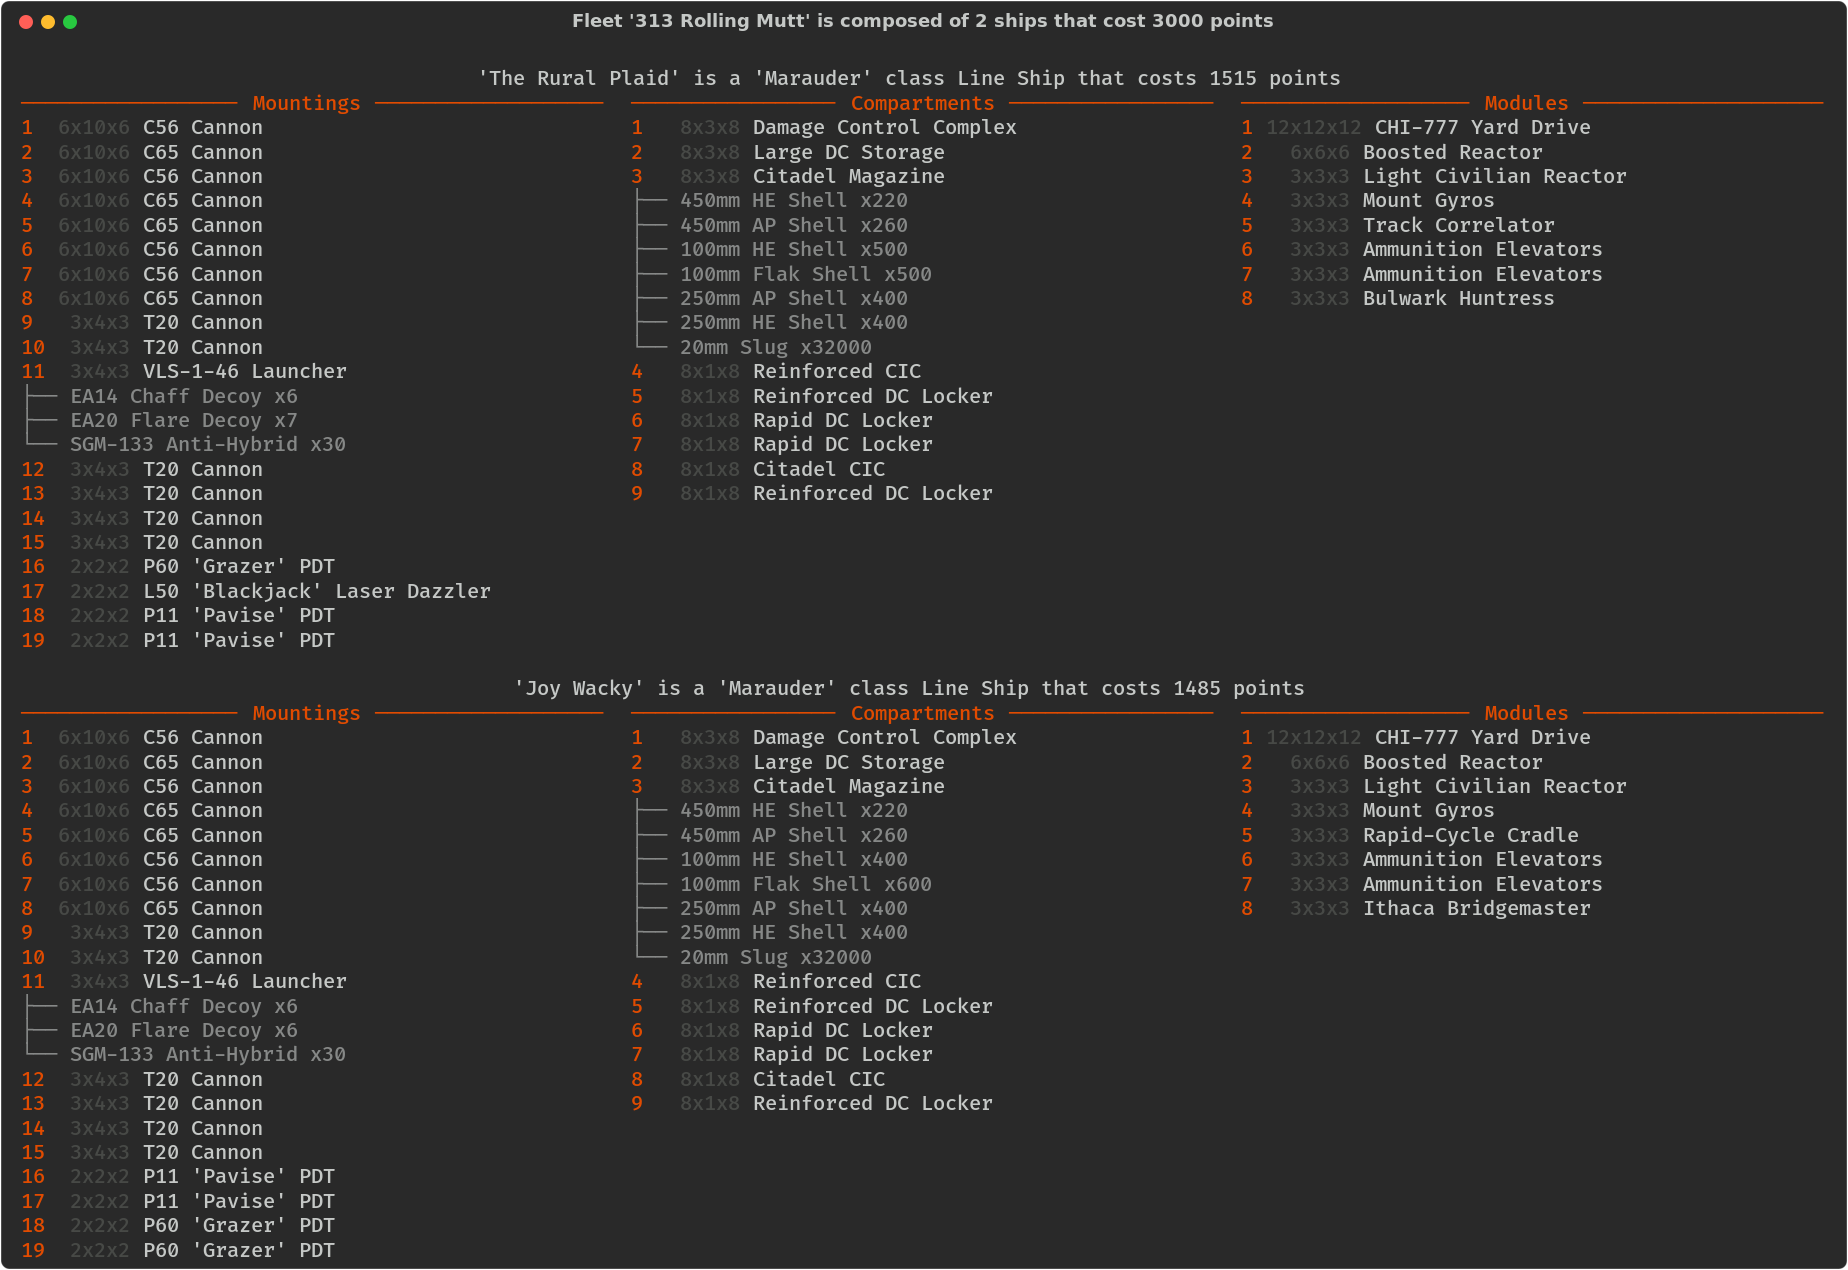 Fleet '313 Rolling Mutt' is composed of 2 ships that cost 3000 points
'The Rural Plaid' is a 'Marauder' class Line Ship that costs 1515 points
Mountings
1 6x10x6 C56 Cannon
2 6x10x6 C65 Cannon
3 6x10x6 C56 Cannon
4 6x10x6 C65 Cannon
5 6x10x6 C65 Cannon
6 6x10x6 C56 Cannon
7 6x10x6 C56 Cannon
8 6x10x6 C65 Cannon
9 3x4x3 T20 Cannon
10 3x4x3 T20 Cannon
11 3x4x3 VLS-1-46 Launcher
├── EA14 Chaff Decoy x6
├── EA20 Flare Decoy x7
└── SGM-133 Anti-Hybrid x30
12 3x4x3 T20 Cannon
13 3x4x3 T20 Cannon
14 3x4x3 T20 Cannon
15 3x4x3 T20 Cannon
16 2x2x2 P60 'Grazer' PDT
17 2x2x2 L50 'Blackjack' Laser Dazzler
18 2x2x2 P11 'Pavise' PDT
19 2x2x2 P11 'Pavise' PDT
Compartments
1 8x3x8 Damage Control Complex
2 8x3x8 Large DC Storage
3 8x3x8 Citadel Magazine
├── 450mm HE Shell x220
├── 450mm AP Shell x260
├── 100mm HE Shell x500
├── 100mm Flak Shell x500
├── 250mm AP Shell x400
├── 250mm HE Shell x400
└── 20mm Slug x32000
4 8x1x8 Reinforced CIC
5 8x1x8 Reinforced DC Locker
6 8x1x8 Rapid DC Locker
7 8x1x8 Rapid DC Locker
8 8x1x8 Citadel CIC
9 8x1x8 Reinforced DC Locker
Modules
1 12x12x12 CHI-777 Yard Drive
2 6x6x6 Boosted Reactor
3 3x3x3 Light Civilian Reactor
4 3x3x3 Mount Gyros
5 3x3x3 Track Correlator
6 3x3x3 Ammunition Elevators
7 3x3x3 Ammunition Elevators
8 3x3x3 Bulwark Huntress
'Joy Wacky' is a 'Marauder' class Line Ship that costs 1485 points
Mountings
1 6x10x6 C56 Cannon
2 6x10x6 C65 Cannon
3 6x10x6 C56 Cannon
4 6x10x6 C65 Cannon
5 6x10x6 C65 Cannon
6 6x10x6 C56 Cannon
7 6x10x6 C56 Cannon
8 6x10x6 C65 Cannon
9 3x4x3 T20 Cannon
10 3x4x3 T20 Cannon
11 3x4x3 VLS-1-46 Launcher
├── EA14 Chaff Decoy x6
├── EA20 Flare Decoy x6
└── SGM-133 Anti-Hybrid x30
12 3x4x3 T20 Cannon
13 3x4x3 T20 Cannon
14 3x4x3 T20 Cannon
15 3x4x3 T20 Cannon
16 2x2x2 P11 'Pavise' PDT
17 2x2x2 P11 'Pavise' PDT
18 2x2x2 P60 'Grazer' PDT
19 2x2x2 P60 'Grazer' PDT
Compartments
1 8x3x8 Damage Control Complex
2 8x3x8 Large DC Storage
3 8x3x8 Citadel Magazine
├── 450mm HE Shell x220
├── 450mm AP Shell x260
├── 100mm HE Shell x400
├── 100mm Flak Shell x600
├── 250mm AP Shell x400
├── 250mm HE Shell x400
└── 20mm Slug x32000
4 8x1x8 Reinforced CIC
5 8x1x8 Reinforced DC Locker
6 8x1x8 Rapid DC Locker
7 8x1x8 Rapid DC Locker
8 8x1x8 Citadel CIC
9 8x1x8 Reinforced DC Locker
Modules
1 12x12x12 CHI-777 Yard Drive
2 6x6x6 Boosted Reactor
3 3x3x3 Light Civilian Reactor
4 3x3x3 Mount Gyros
5 3x3x3 Rapid-Cycle Cradle
6 3x3x3 Ammunition Elevators
7 3x3x3 Ammunition Elevators
8 3x3x3 Ithaca Bridgemaster